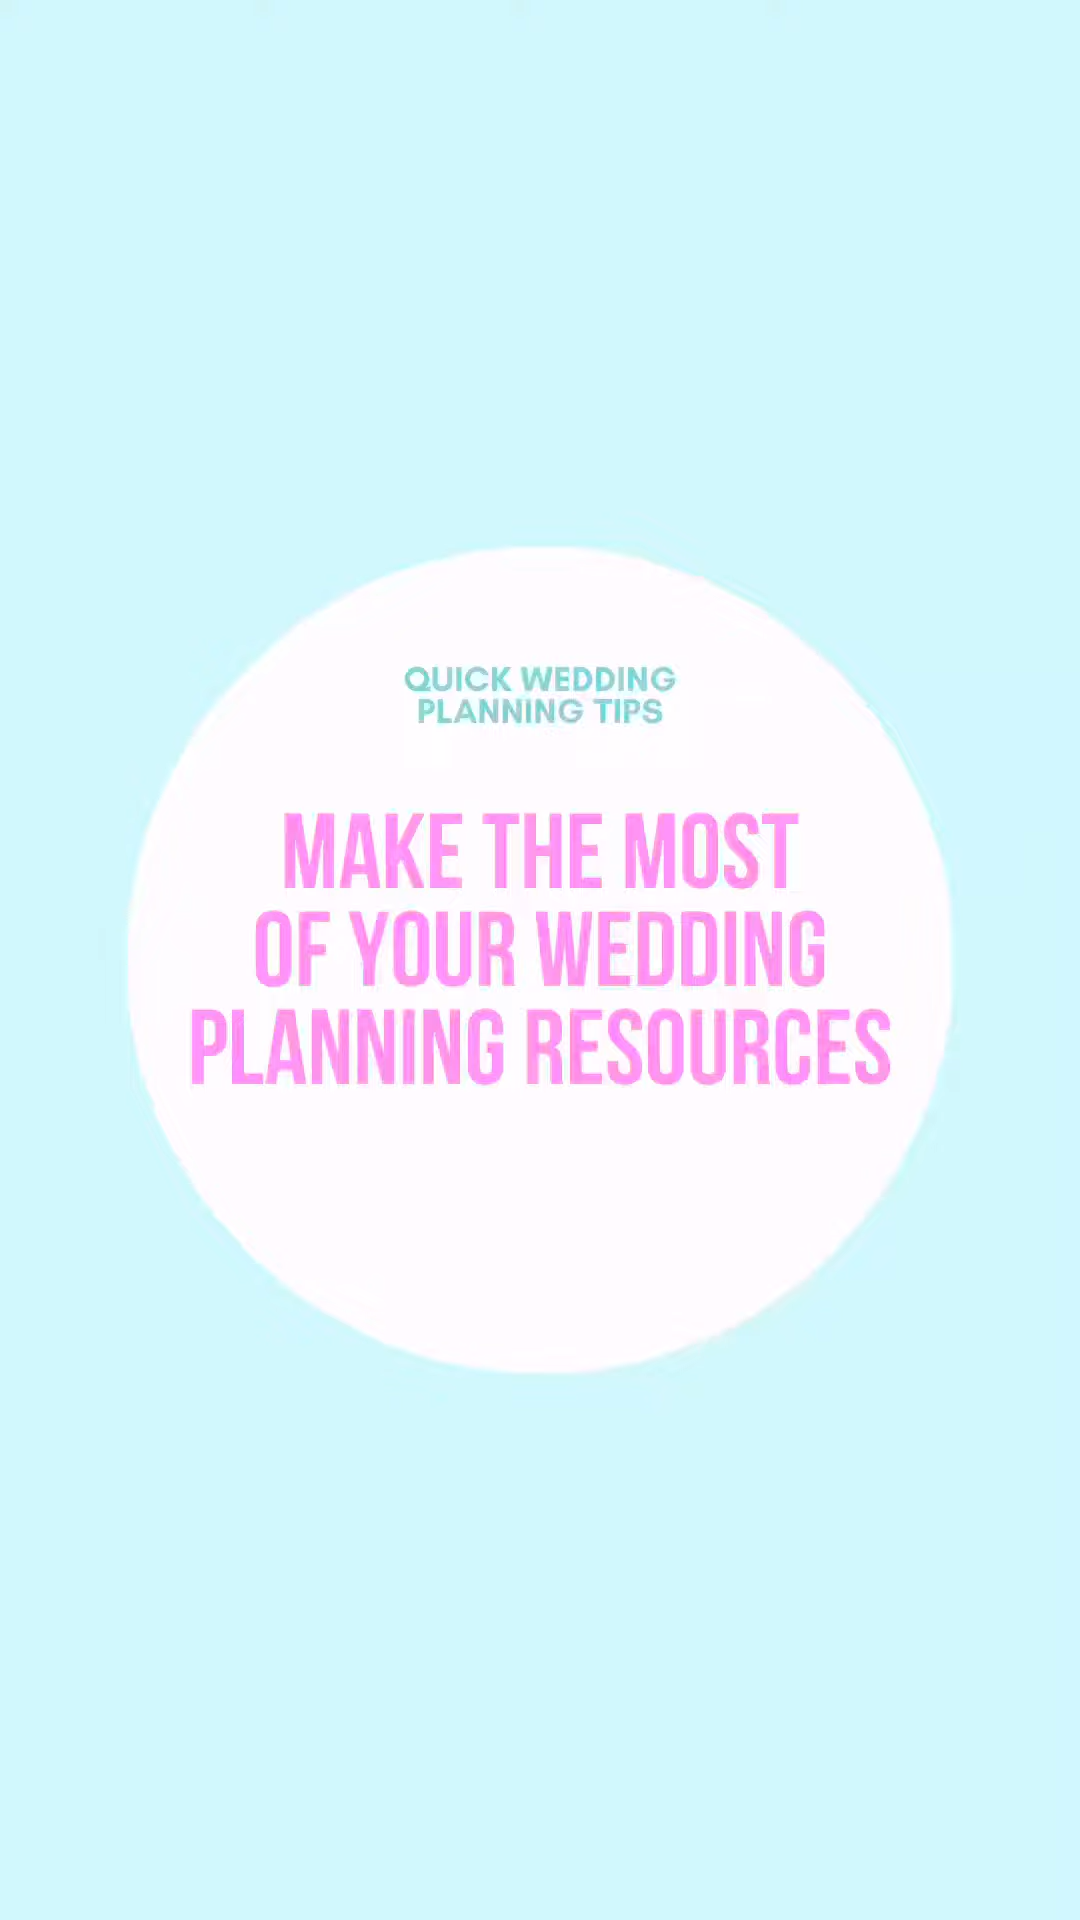 QUICK WEDDING
PLANNING TIPS
MAKE THE MOST
OF YOUR WEDDING
PLANNING RESOURCES